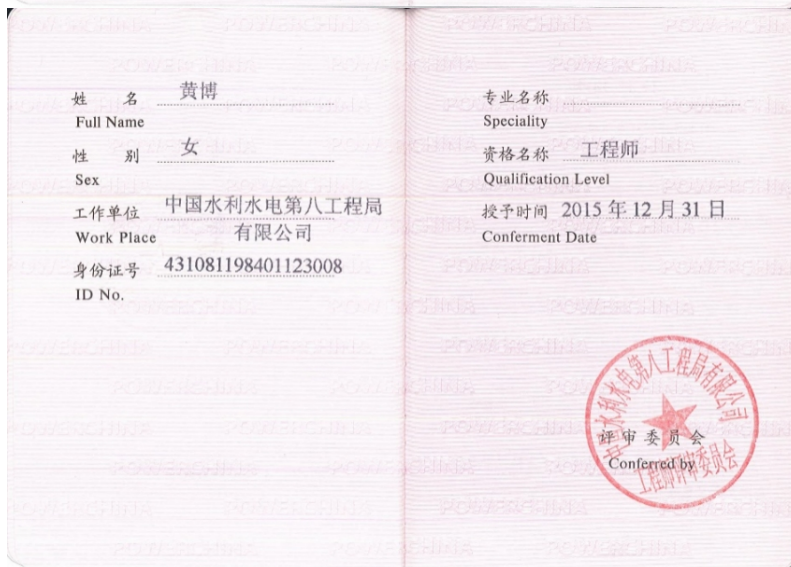 姓 名 黄博
Full Name
性 别 女
Sex
工作单位 中国水利水电第八工程局
Work Place 有限公司
身份证号 431081198401123008
ID No.
专业名称
Speciality
资格名称 工程师
Qualification Level
授予时间 2015 年 12 月 31 日
Conferment Date
中国水利水电第八工程局有限公司
评审委员会
Conferred by
工程师评审委员会